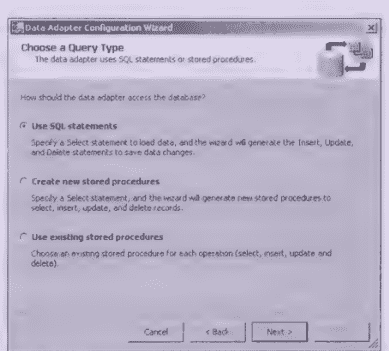 Data Adapter Configuration Wizard
Choose a Query Type
The data adapter uses SQL statements or stored procedures.
How should the data adapter access the database?
Use SQL statements
Specify a Select statement to load data, and the wizard will generate the Insert, Update,
and Delete statements to save data changes.
Create new stored procedures
Specify a Select statement, and the wizard will generate new stored procedures to
select, insert, update, and delete records.
Use existing stored procedures
Choose an existing stored procedure for each operation (select, insert, update and
delete).
Cancel < Back Next >